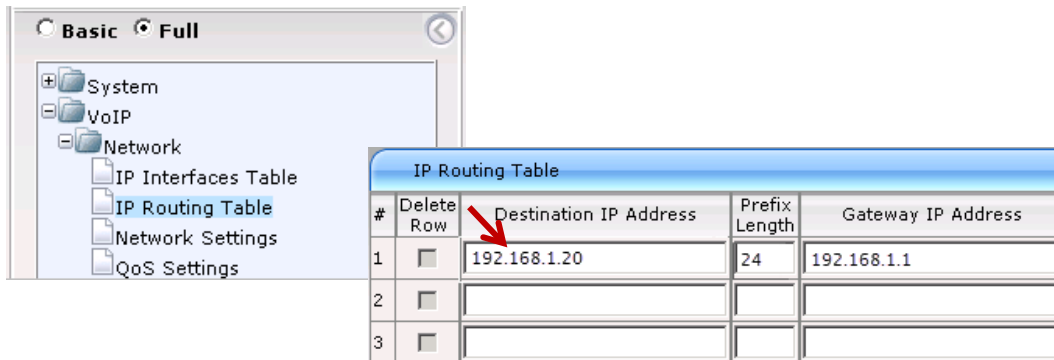 Basic Full
System
VoIP
Network
IP Interfaces Table
IP Routing Table
Network Settings
QoS Settings
IP Routing Table
# Delete Row Destination IP Address Prefix Length Gateway IP Address
1 192.168.1.20 24 192.168.1.1
2
3